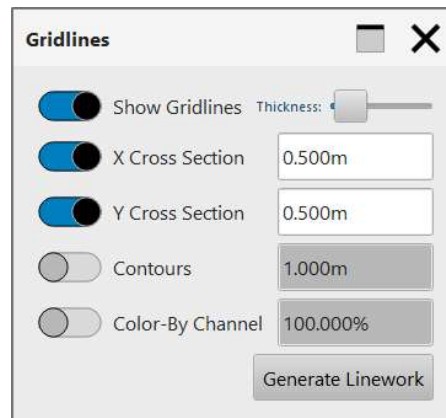 Gridlines
Show Gridlines Thickness:
X Cross Section 0.500m
Y Cross Section 0.500m
Contours 1.000m
Color-By Channel 100.000%
Generate Linework